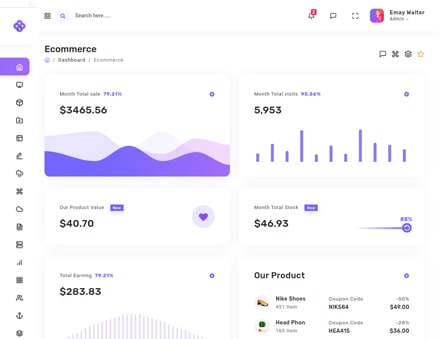 Search here.....
2
Emay Walter
Admin
Ecommerce
/ Dashboard / Ecommerce
Month Total sale 79.21%
$3465.56
Month Total visits 95.56%
5,953
Our Product Value New
$40.70
Month Total Stock New
$46.93
88%
Total Earning 79.21%
$283.83
Our Product
Nike Shoes Coupon Code -50%
451 Item NIK584 $49.00
Head Phon Coupon Code -28%
165 Item HEA415 $36.00